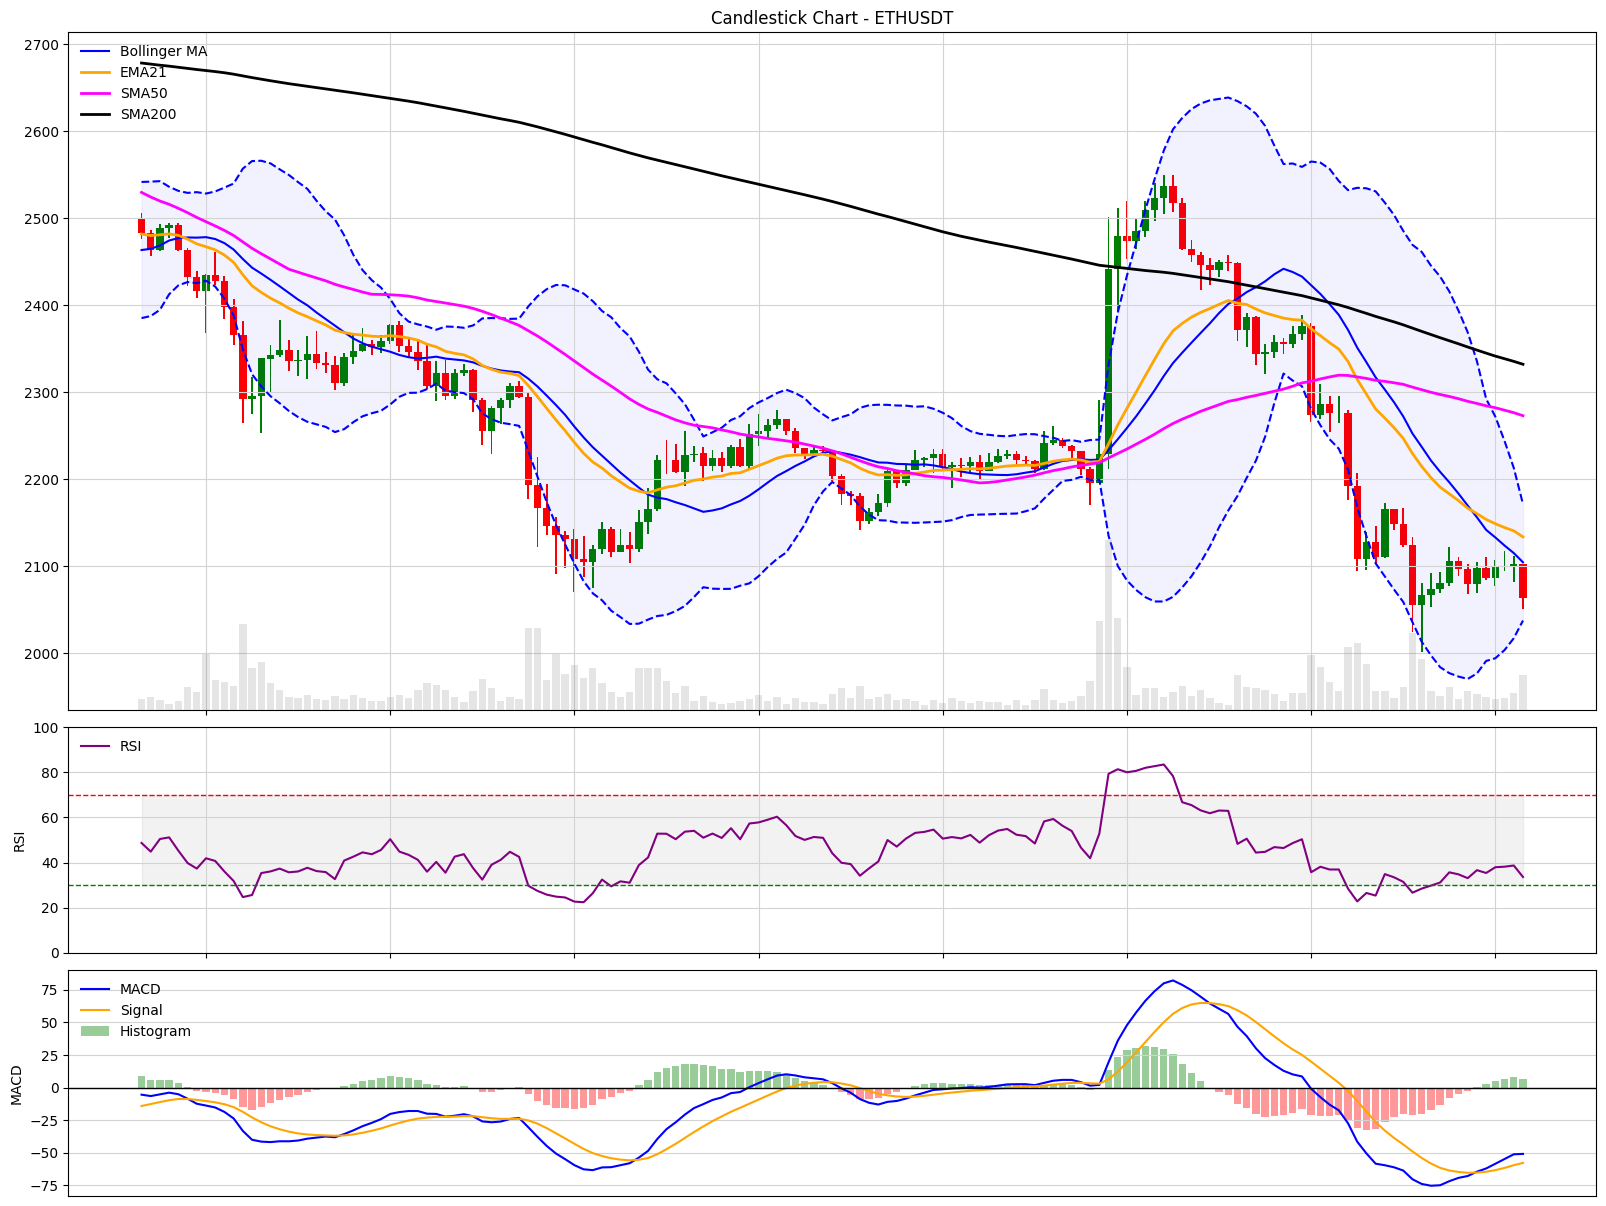 Candlestick Chart - ETHUSDT
2700
2600
2500
2400
2300
2200
2100
2000
Bollinger MA
EMA21
SMA50
SMA200
100
80
60
40
20
0
RSI
RSI
75
50
25
0
−25
−50
−75
MACD
MACD
Signal
Histogram